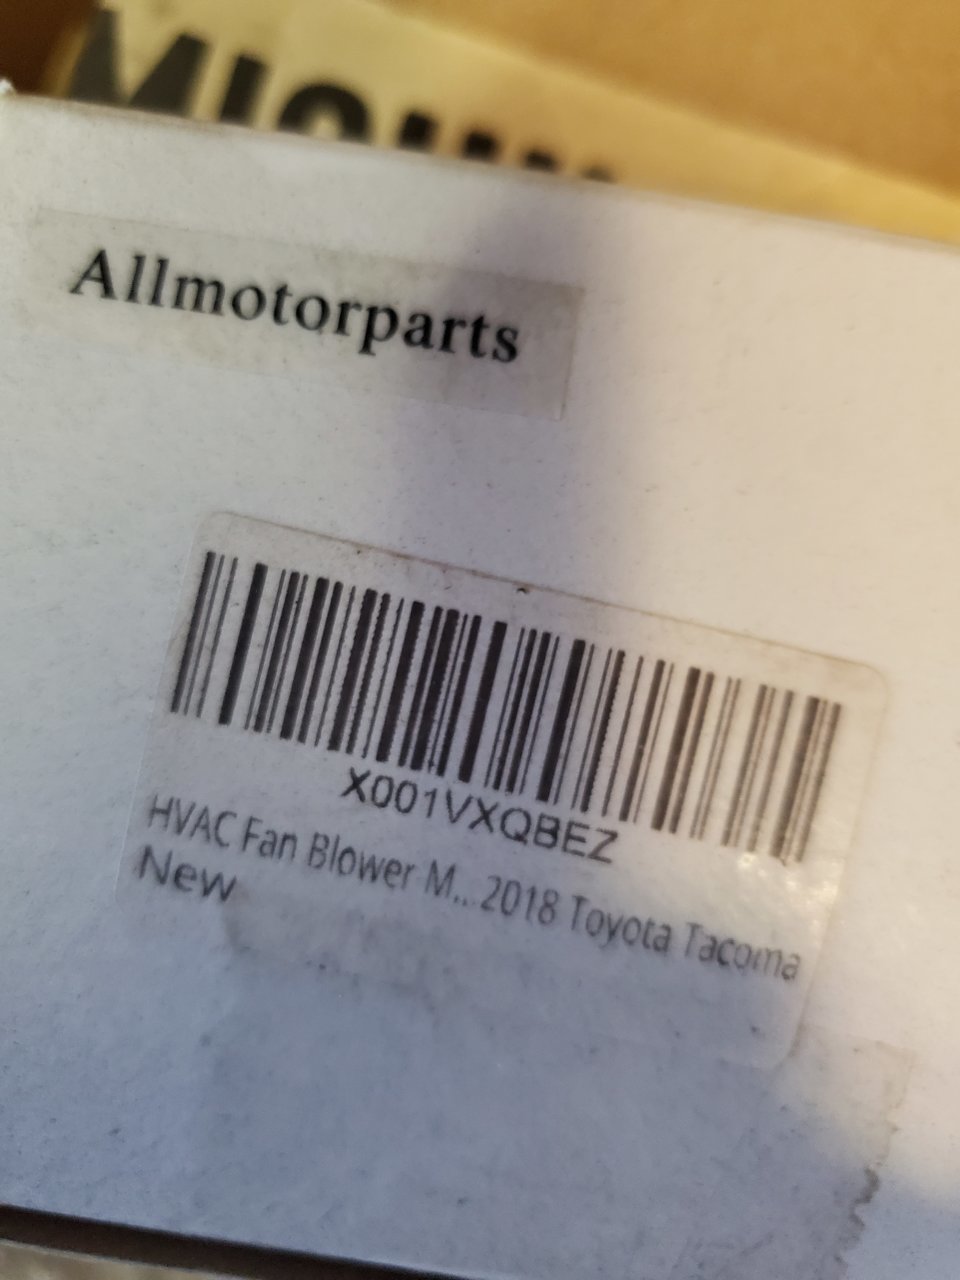 Allmotorparts
X001VXQBEZ
HVAC Fan Blower M... 2018 Toyota Tacoma
New